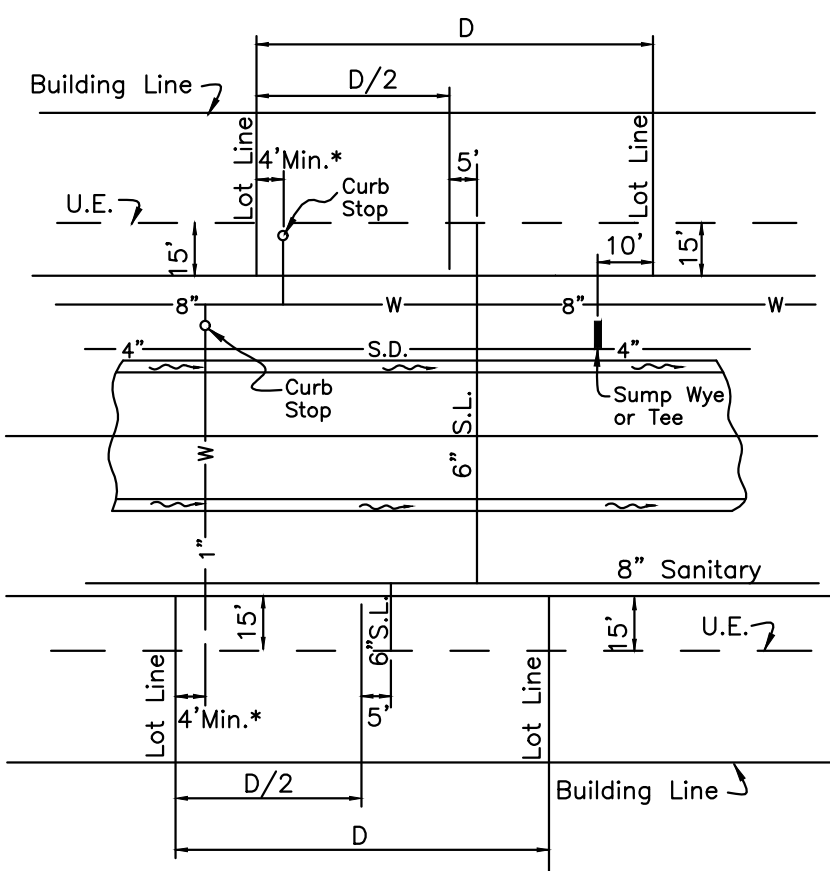 D
Building Line
D/2
Lot Line
4'Min.*
5'
Lot Line
Curb
Stop
U.E.
15'
10'
15'
8"
W
8"
W
4"
S.D.
4"
Curb
Stop
Sump Wye
or Tee
6" S.L.
W
1"
8" Sanitary
15'
6"S.L.
15'
U.E.
Lot Line
4'Min.*
5'
Lot Line
D/2
Building Line
D